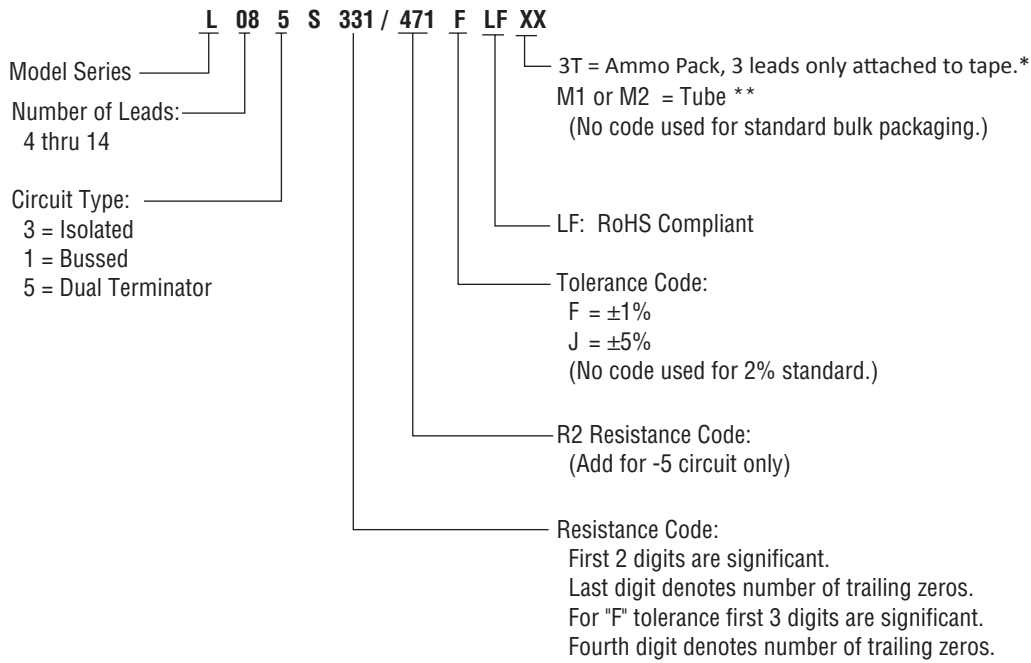 L 08 5 S 331 / 471 F LF XX
Model Series
Number of Leads:
4 thru 14
Circuit Type:
3 = Isolated
1 = Bussed
5 = Dual Terminator
3T = Ammo Pack, 3 leads only attached to tape.*
M1 or M2 = Tube **
(No code used for standard bulk packaging.)
LF: RoHS Compliant
Tolerance Code:
F = ±1%
J = ±5%
(No code used for 2% standard.)
R2 Resistance Code:
(Add for -5 circuit only)
Resistance Code:
First 2 digits are significant.
Last digit denotes number of trailing zeros.
For "F" tolerance first 3 digits are significant.
Fourth digit denotes number of trailing zeros.